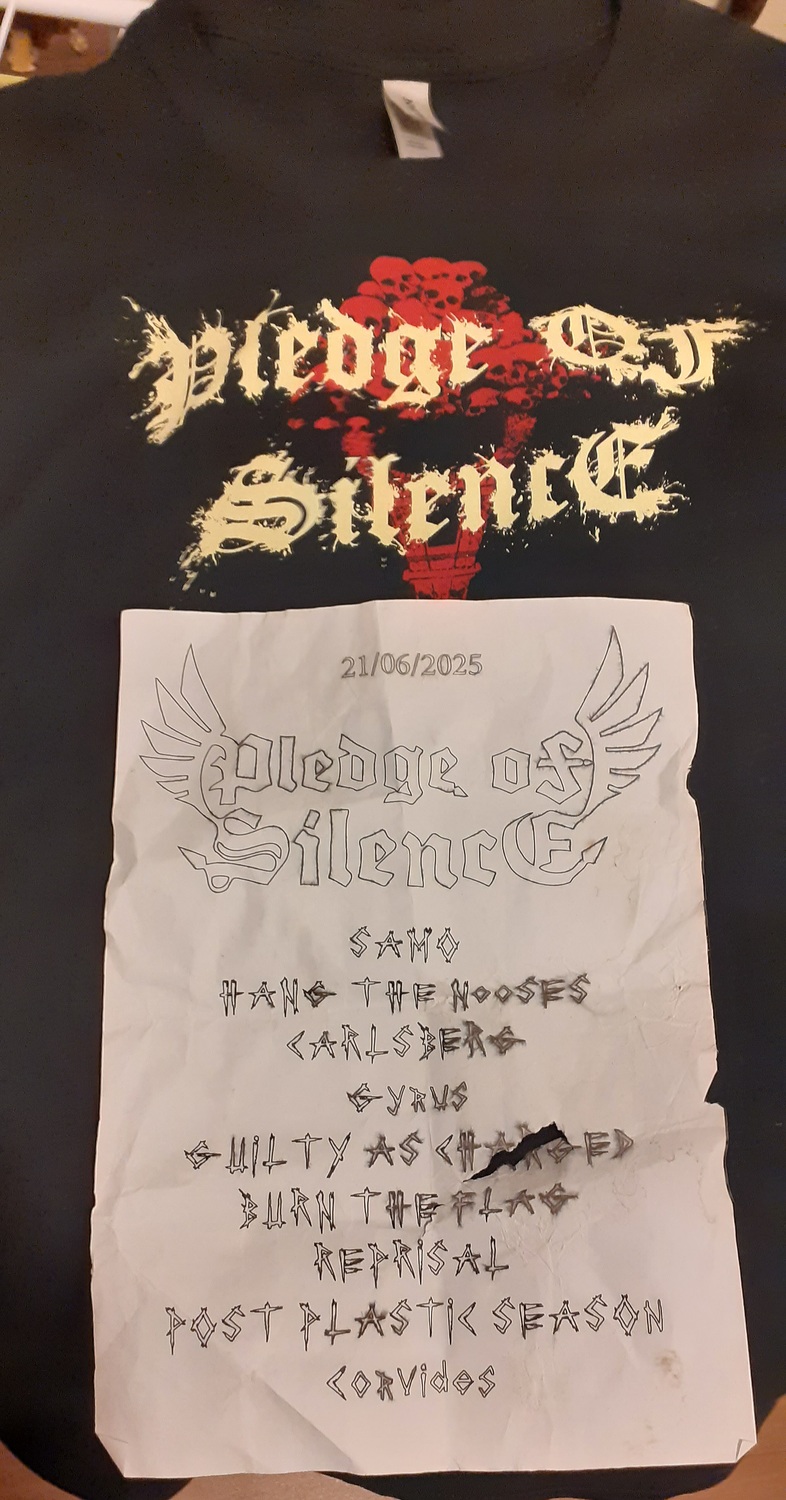 Pledge Of
SilencE
21/06/2025
Pledge of
SilencE
SAMO
HANG THE NOOSES
CARLSBERG
GYRUS
GUILTY AS CHARGED
BURN THE FLAG
REPRiSAL
POST PLASTiC SEASON
CORVides